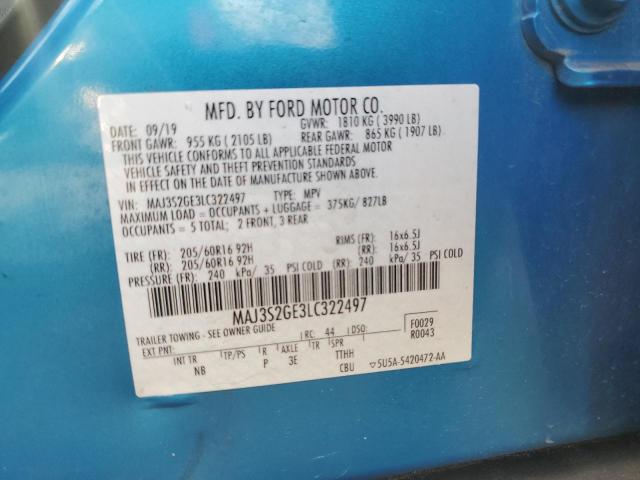 MFD. BY FORD MOTOR CO.
DATE: 09/19 GVWR: 1810 KG (3990 LB)
FRONT GAWR: 955 KG (2105 LB) REAR GAWR: 865 KG (1907 LB)
THIS VEHICLE CONFORMS TO ALL APPLICABLE FEDERAL MOTOR
VEHICLE SAFETY AND THEFT PREVENTION STANDARDS
IN EFFECT ON THE DATE OF MANUFACTURE SHOWN ABOVE.
VIN: MAJ3S2GE3LC322497 TYPE: MPV
MAXIMUM LOAD = OCCUPANTS + LUGGAGE = 375KG/827LB
OCCUPANTS = 5 TOTAL; 2 FRONT, 3 REAR
TIRE (FR): 205/60R16 92H RIMS (FR): 16x6.5J
(RR): 205/60R16 92H (RR): 16x6.5J
PRESSURE (FR): 240 kPa/ 35 PSI COLD (RR): 240 kPa/ 35 PSI COLD
MAJ3S2GE3LC322497
TRAILER TOWING - SEE OWNER GUIDE RC: 44 DSO: F0029
EXT PNT: R0043
INT TR TP/PS R AXLE TR SPR
NB P 3E TTHH
CBU 5U5A-5420472-AA